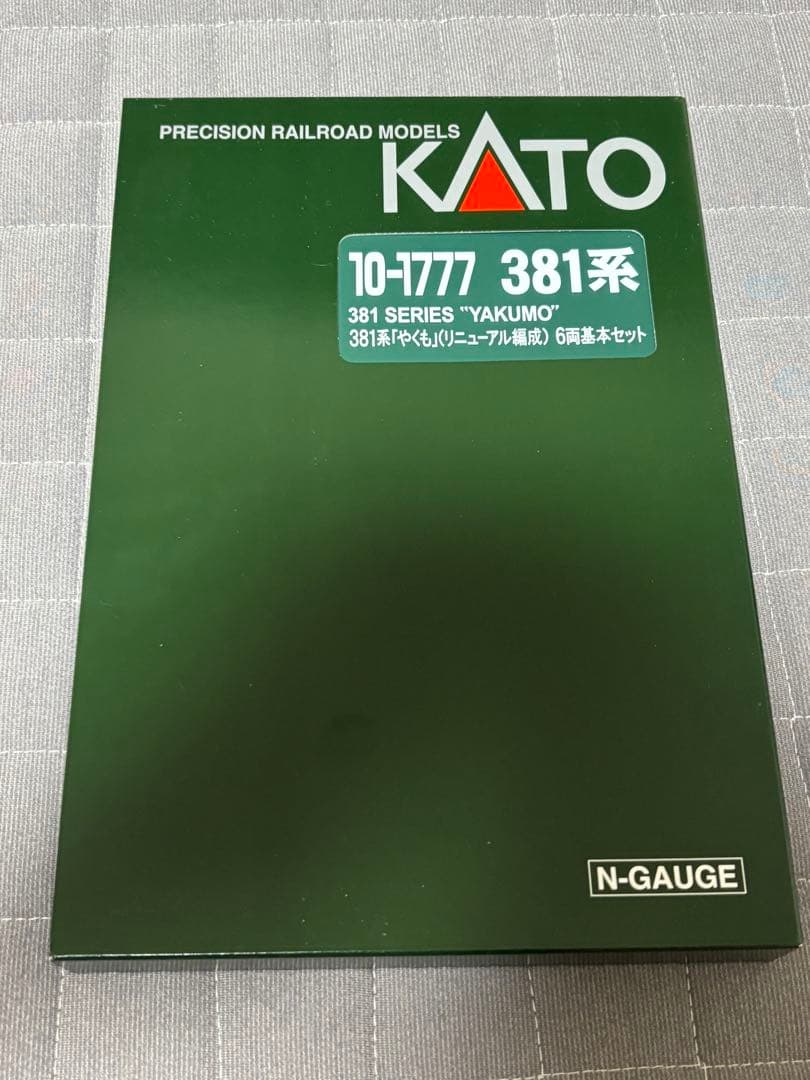 PRECISION RAILROAD MODELS
KATO
10-1777 381系
381 SERIES "YAKUMO"
381系「やくも」(リニューアル編成) 6両基本セット
N-GAUGE